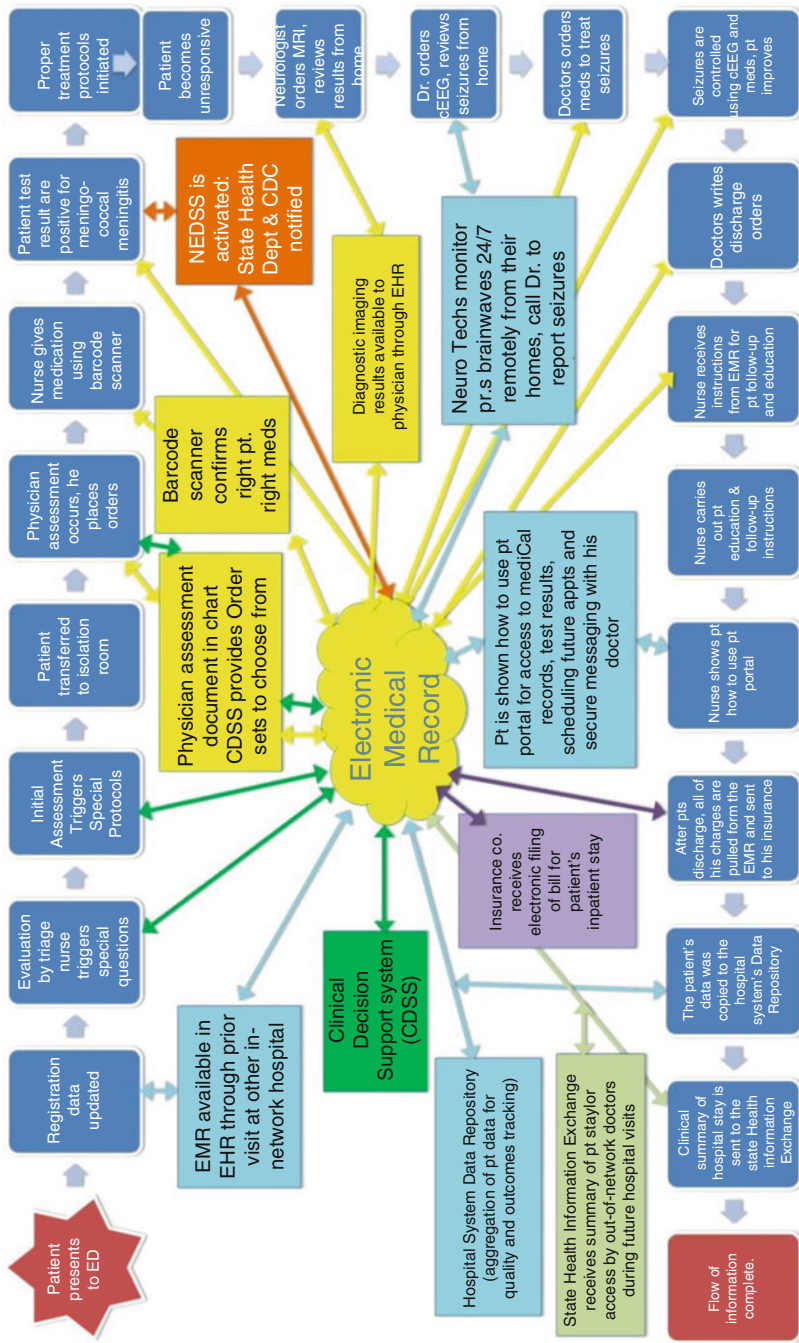 Patient
presents
to ED
Registration
data
updated
Evaluation
by triage
nurse
triggers
special
questions
Initial
Assessment
Triggers
Special
Protocols
Patient
transferred
to isolation
room
Physician
assessment
occurs, he
places
orders
Nurse gives
medication
using
barcode
scanner
Patient test
result are
positive for
meningo-
coccal
meningitis
Proper
treatment
protocols
initiated
Patient
becomes
unresponsive
Neurologist
orders MRI,
reviews
results from
home
Dr. orders
cEEG, reviews
seizures from
home
Doctors orders
meds to treat
seizures
Seizures are
controlled
using cEEG and
meds, pt
improves
Doctors writes
discharge
orders
Nurse receives
instructions
from EMR for
pt follow-up
and education
Nurse carries
out pt
education &
follow-up
instructions
Nurse shows pt
how to use pt
portal
After pts
discharge, all of
his charges are
pulled form the
EMR and sent
to his insurance
The patient's
data was
copied to the
hospital
system's Data
Repository
Clinical
summary of
hospital stay is
sent to the
state Health
information
Exchange
Flow of
information
complete.
EMR available in
EHR through prior
visit at other in-
network hospital
Physician assessment
document in chart
CDSS provides Order
sets to choose from
Barcode
scanner
confirms
right pt.
right meds
NEDSS is
activated:
State Health
Dept & CDC
notified
Diagnostic imaging
results available to
physician through EHR
Neuro Techs monitor
pr.s brainwaves 24/7
remotely from their
homes, call Dr. to
report seizures
Electronic
Medical
Record
Clinical
Decision
Support system
(CDSS)
Pt is shown how to use pt
portal for access to mediCal
records, test results,
scheduling future appts and
secure messaging with his
doctor
Insurance co.
receives
electronic filing
of bill for
patient's
inpatient stay
Hospital System Data Repository
(aggregation of pt data for
quality and outcomes tracking)
State Health Information Exchange
receives summary of pt staylor
access by out-of-network doctors
during future hospital visits